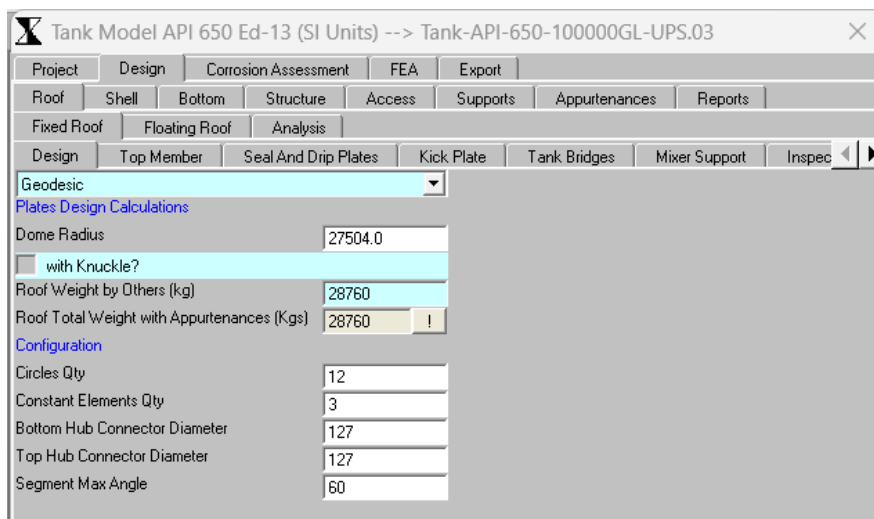 Tank Model API 650 Ed-13 (SI Units) --> Tank-API-650-100000GL-UPS.03
Project Design Corrosion Assessment FEA Export
Roof Shell Bottom Structure Access Supports Appurtenances Reports
Fixed Roof Floating Roof Analysis
Design Top Member Seal And Drip Plates Kick Plate Tank Bridges Mixer Support Inspec
Geodesic
Plates Design Calculations
Dome Radius 27504.0
with Knuckle?
Roof Weight by Others (kg) 28760
Roof Total Weight with Appurtenances (Kgs) 28760 !
Configuration
Circles Qty 12
Constant Elements Qty 3
Bottom Hub Connector Diameter 127
Top Hub Connector Diameter 127
Segment Max Angle 60